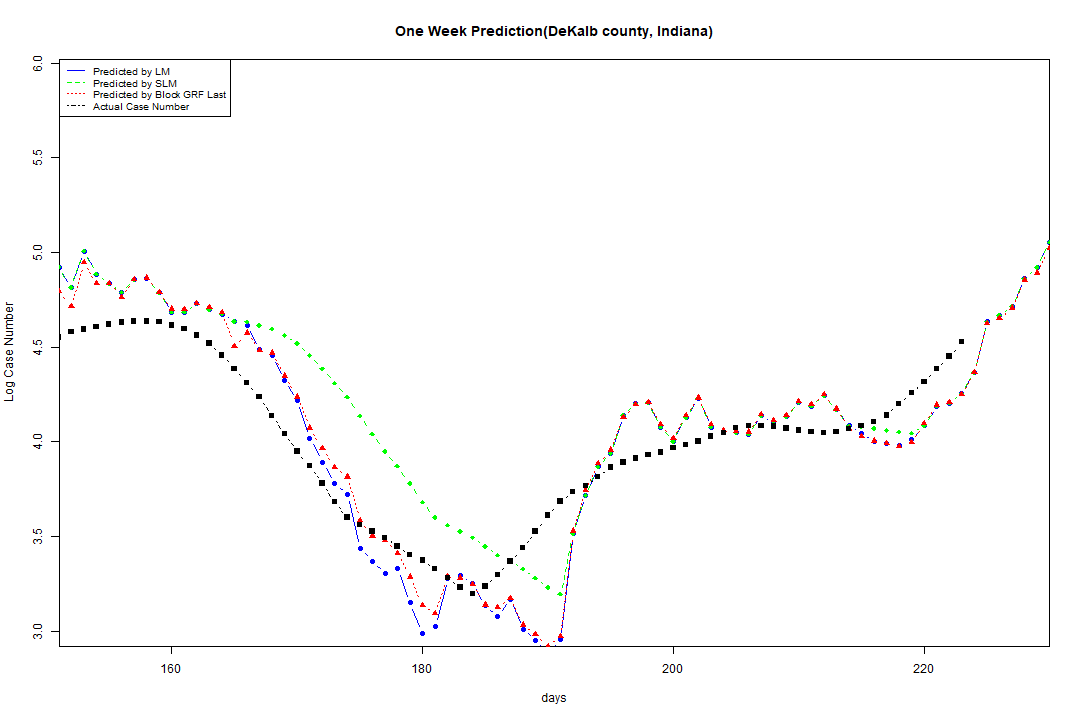 One Week Prediction(DeKalb county, Indiana)
6.0
Predicted by LM
Predicted by SLM
Predicted by Block GRF Last
Actual Case Number
5.5
5.0
4.5
4.0
3.5
3.0
Log Case Number
160 180 200 220
days